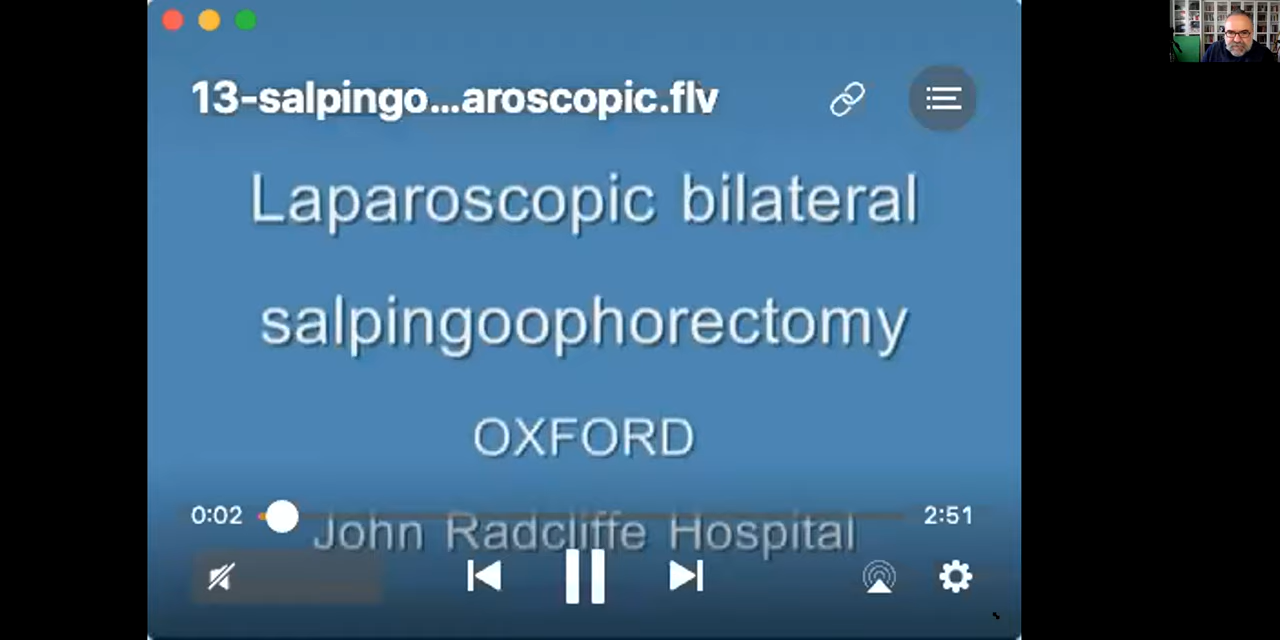 13-salpingo...aroscopic.flv
Laparoscopic bilateral
salpingoophorectomy
OXFORD
0:02
2:51
John Radcliffe Hospital